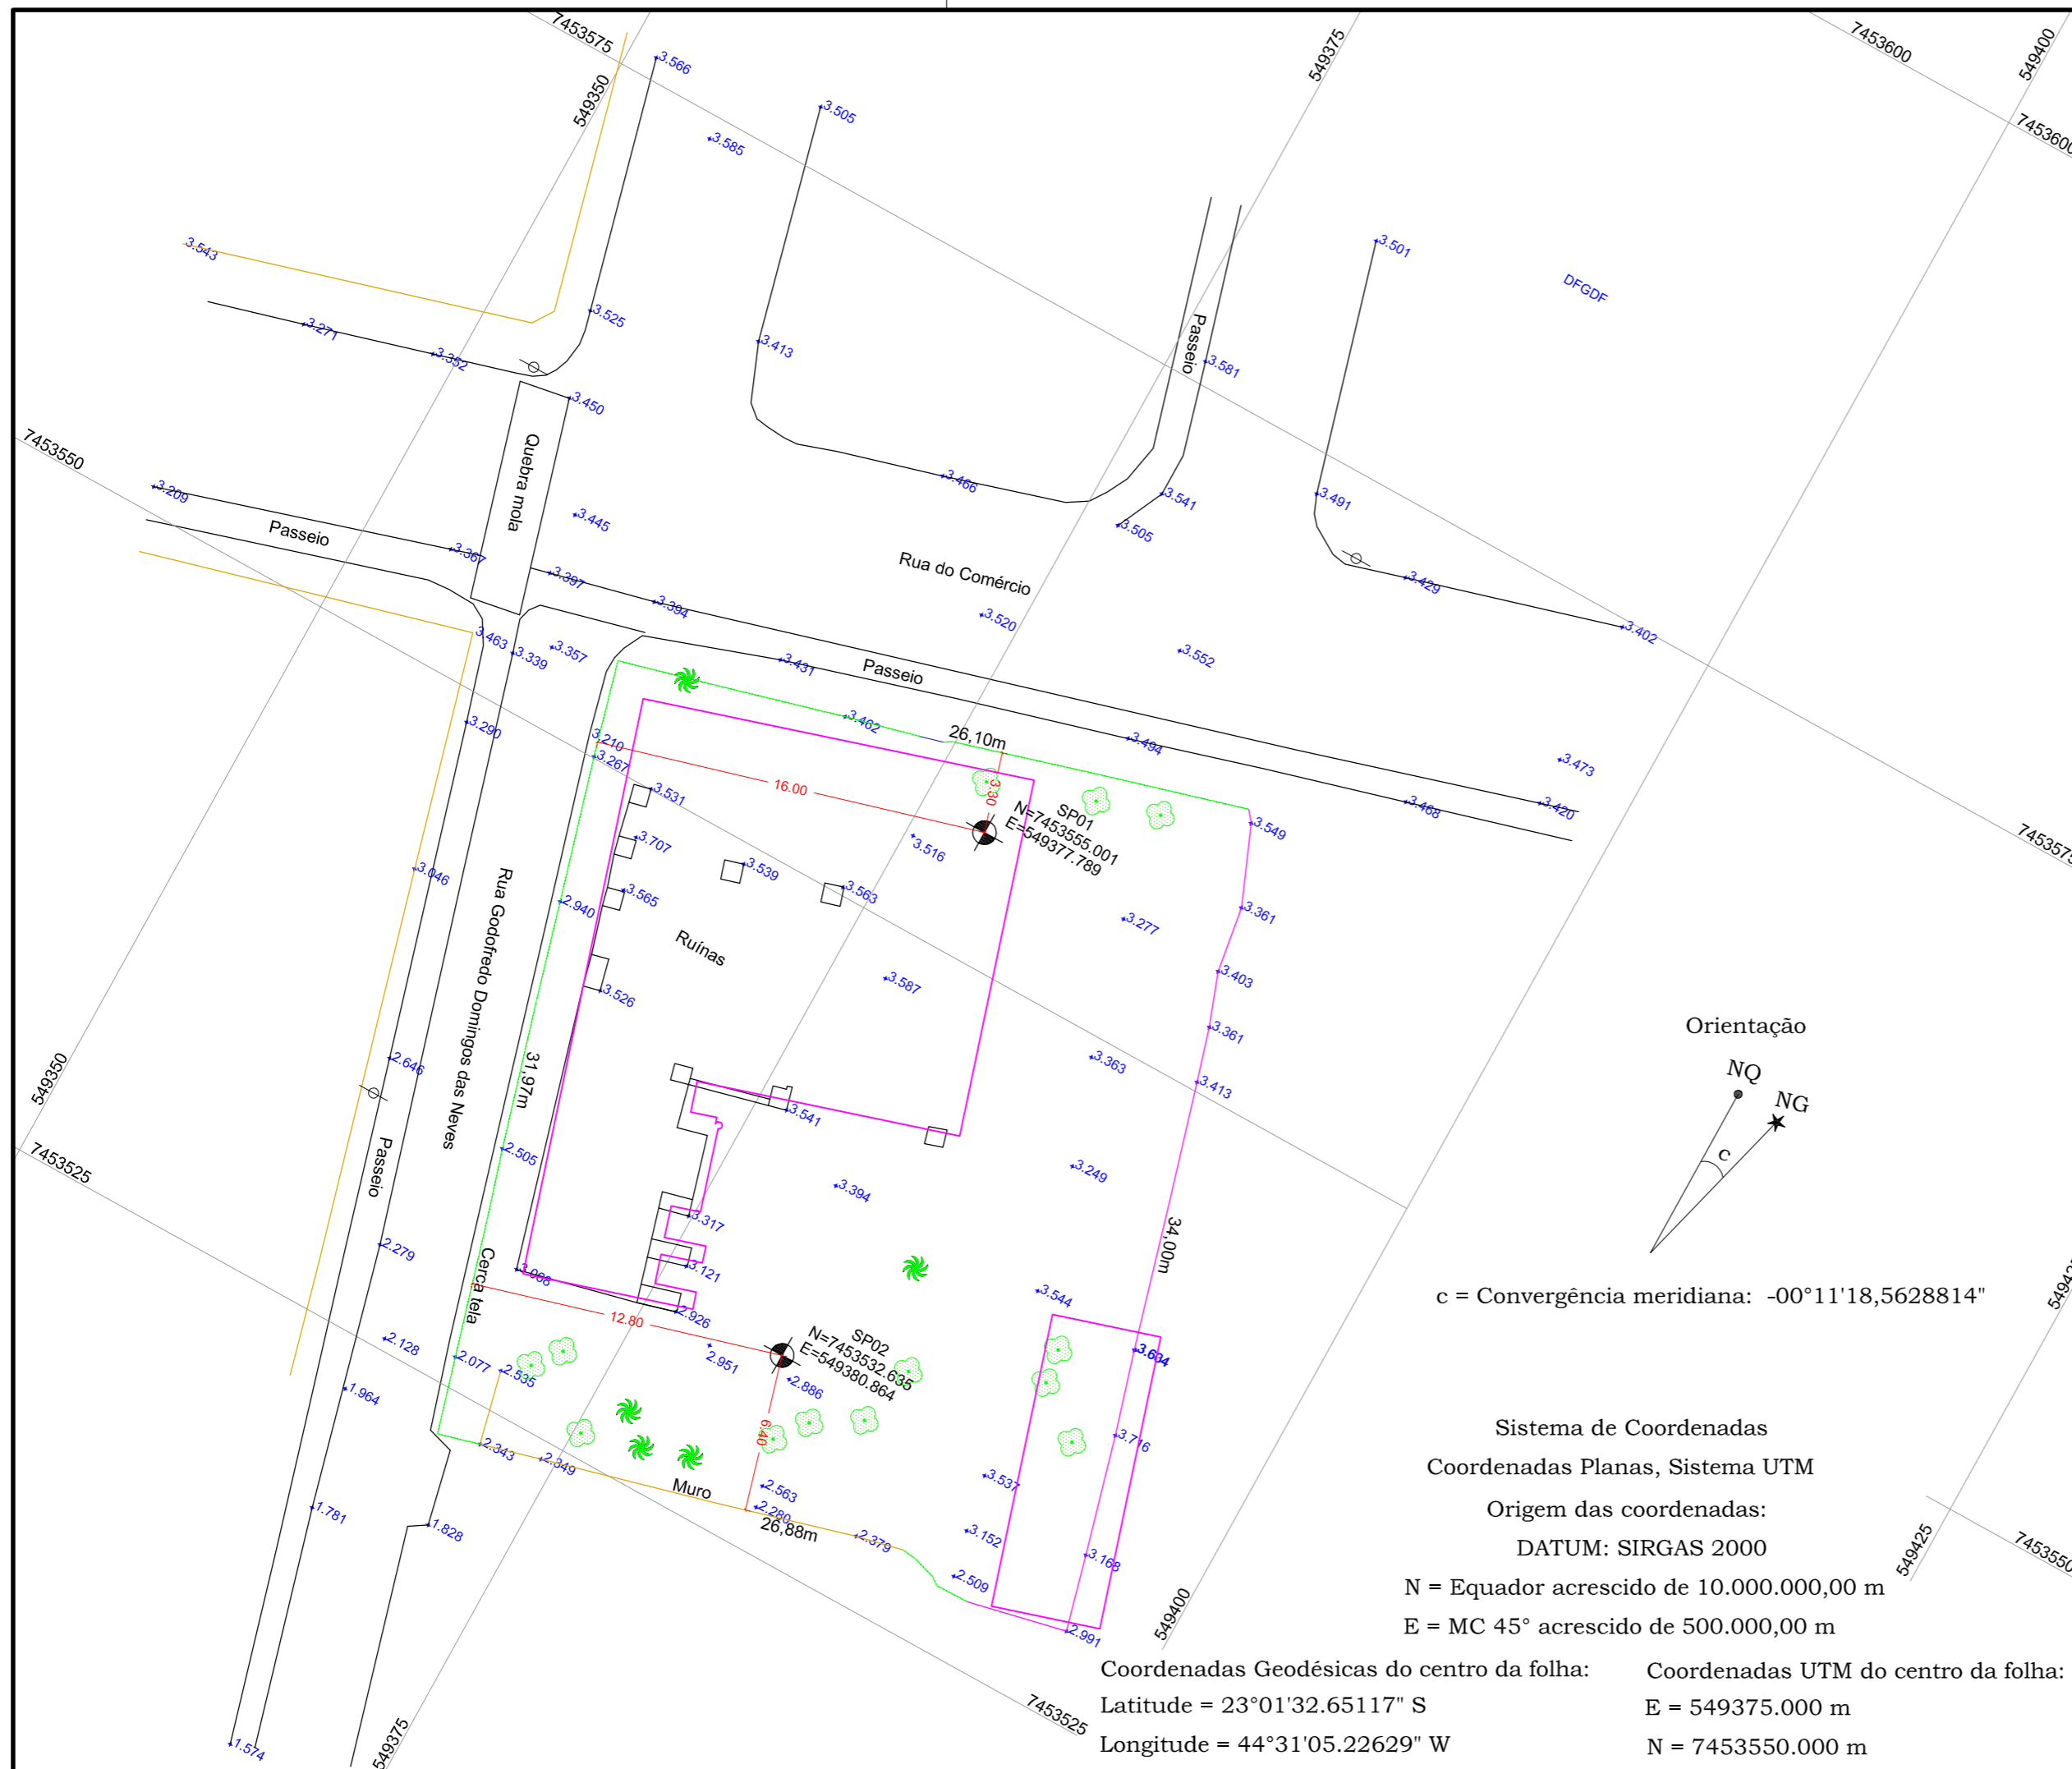 7453575
549350
549375
7453600
549400
7453600
3.566
3.505
3.585
3.501
3.543
DFGDF
3.271
3.525
3.352
3.413
Passeio
3.581
3.450
7453550
Quebra mola
3.209
3.466
3.541
3.491
3.445
3.505
Passeio
3.367
3.397
Rua do Comércio
3.429
3.394
3.520
3.402
3.463
3.339
3.357
3.552
3.431
Passeio
3.290
3.462
26,10m
3.494
3.210
3.267
3.473
16.00
3.30
3.531
3.468
3.420
SP01
N=7453555.001
E=549377.789
3.549
7453575
3.707
3.516
3.539
3.046
3.565
3.563
2.940
3.361
3.277
Rua Godofredo Domingos das Neves
Ruínas
3.526
3.587
3.403
3.361
Orientação
31,97m
549350
2.646
3.363
NQ
NG
3.413
3.541
c
7453525
2.505
Passeio
3.394
3.249
3.317
34,00m
2.279
Cerca tela
3.068
3.121
3.544
c = Convergência meridiana: -00°11'18,5628814"
2.926
12.80
2.128
2.951
SP02
N=7453532.635
E=549380.864
2.077
2.535
2.886
1.964
6.40
Sistema de Coordenadas
3.716
2.343
2.349
Coordenadas Planas, Sistema UTM
Muro
2.563
3.537
2.280
Origem das coordenadas:
1.781
1.828
26,88m
2.379
3.152
549425
7453550
DATUM: SIRGAS 2000
3.168
2.509
N = Equador acrescido de 10.000.000,00 m
549400
2.991
E = MC 45° acrescido de 500.000,00 m
Coordenadas Geodésicas do centro da folha:
Latitude = 23°01'32.65117" S
Longitude = 44°31'05.22629" W
Coordenadas UTM do centro da folha:
E = 549375.000 m
N = 7453550.000 m
7453525
549375
1.574